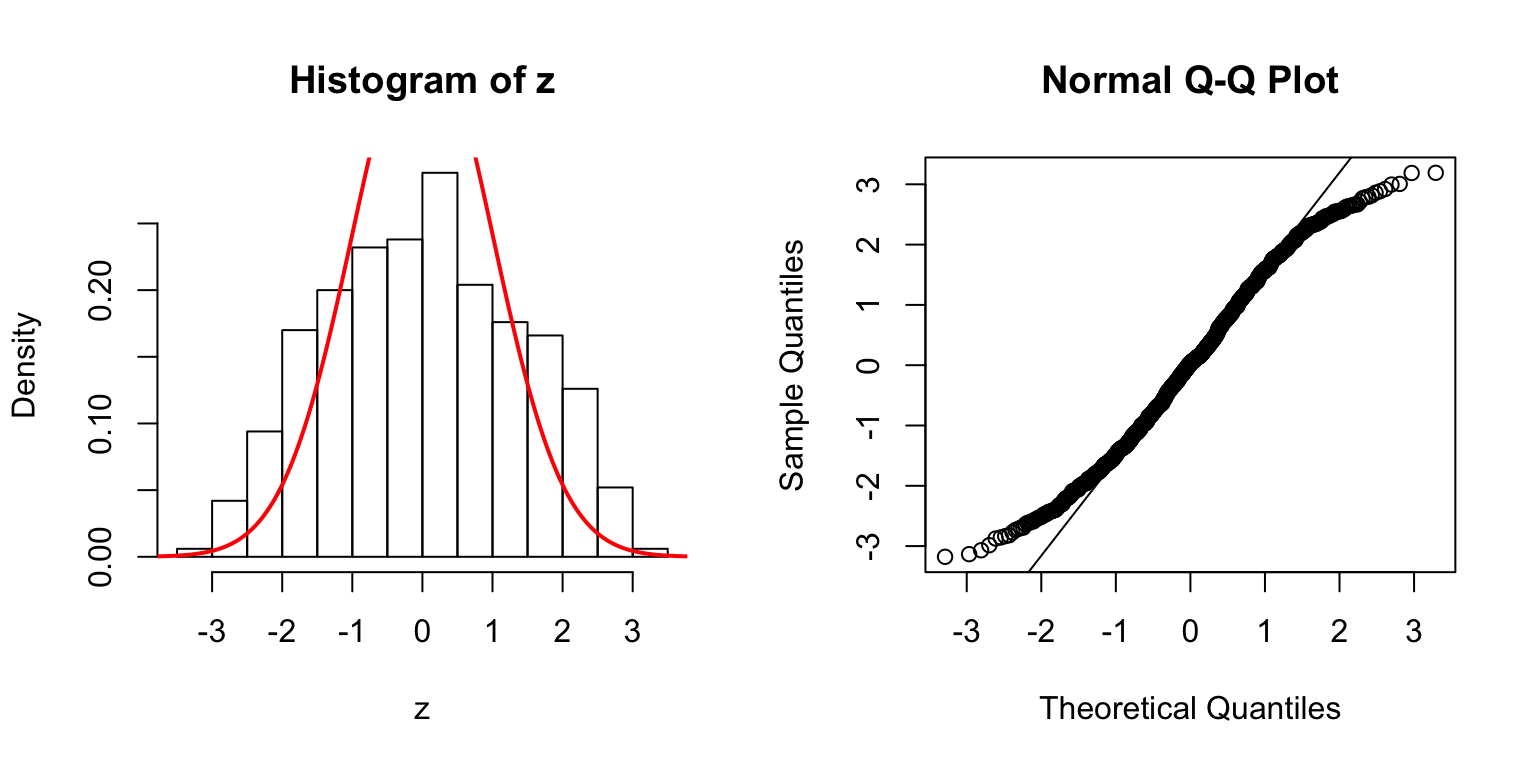 Histogram of z
Density
0.00 0.10 0.20
-3 -2 -1 0 1 2 3
z
Normal Q-Q Plot
Sample Quantiles
-3 -2 -1 0 1 2 3
-3 -2 -1 0 1 2 3
Theoretical Quantiles